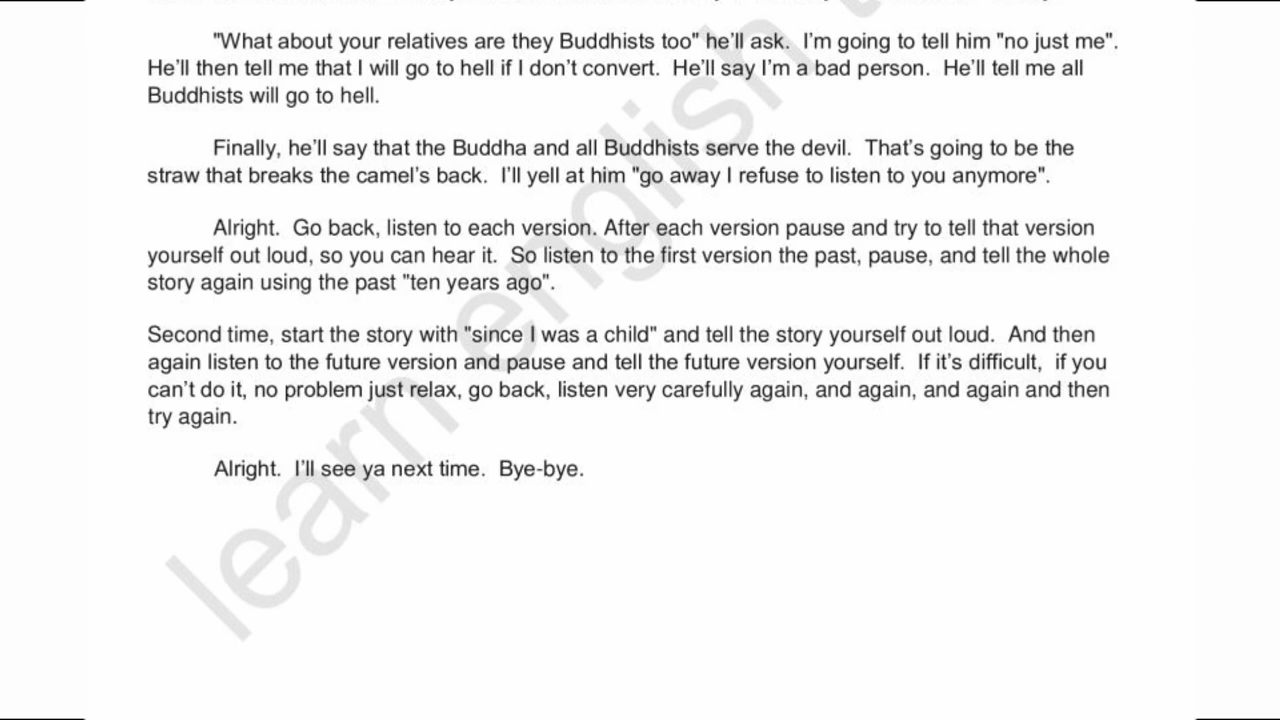 "What about your relatives are they Buddhists too" he'll ask.  I'm going to tell him "no just me".
He'll then tell me that I will go to hell if I don't convert.  He'll say I'm a bad person.  He'll tell me all
Buddhists will go to hell.
Finally, he'll say that the Buddha and all Buddhists serve the devil.  That's going to be the
straw that breaks the camel's back.  I'll yell at him "go away I refuse to listen to you anymore".
Alright.  Go back, listen to each version. After each version pause and try to tell that version
yourself out loud, so you can hear it.  So listen to the first version the past, pause, and tell the whole
story again using the past "ten years ago".
Second time, start the story with "since I was a child" and tell the story yourself out loud.  And then
again listen to the future version and pause and tell the future version yourself.  If it's difficult,  if you
can't do it, no problem just relax, go back, listen very carefully again, and again, and again and then
try again.
Alright.  I'll see ya next time.  Bye-bye.
learn english